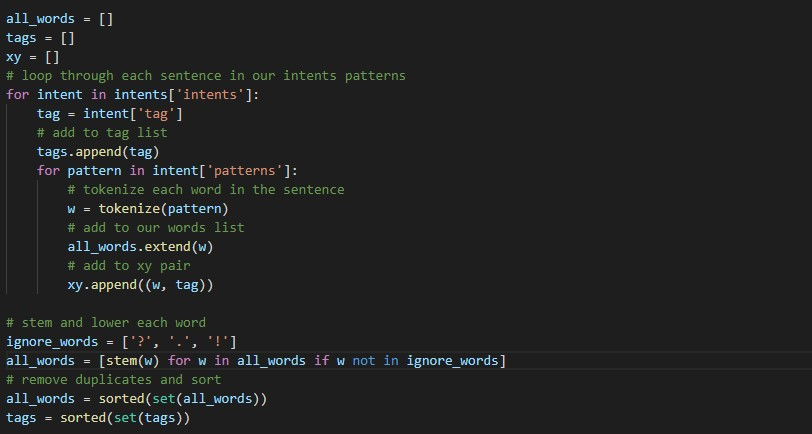 all_words = []
tags = []
xy = []
# loop through each sentence in our intents patterns
for intent in intents['intents']:
    tag = intent['tag']
    # add to tag list
    tags.append(tag)
    for pattern in intent['patterns']:
        # tokenize each word in the sentence
        w = tokenize(pattern)
        # add to our words list
        all_words.extend(w)
        # add to xy pair
        xy.append((w, tag))

# stem and lower each word
ignore_words = ['?', '.', '!']
all_words = [stem(w) for w in all_words if w not in ignore_words]
# remove duplicates and sort
all_words = sorted(set(all_words))
tags = sorted(set(tags))